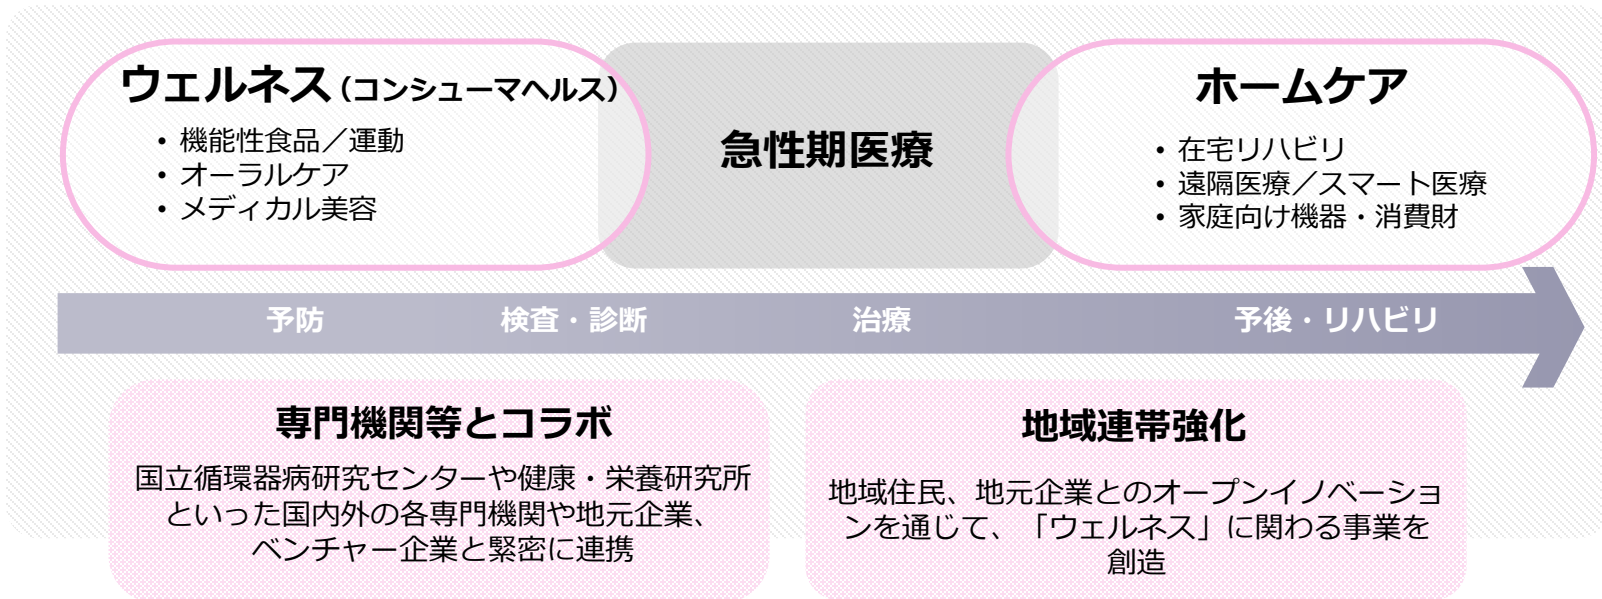 ウェルネス（コンシューマヘルス）
• 機能性食品／運動
• オーラルケア
• メディカル美容
急性期医療
ホームケア
• 在宅リハビリ
• 遠隔医療／スマート医療
• 家庭向け機器・消費財
予防
検査・診断
治療
予後・リハビリ
専門機関等とコラボ
国立循環器病研究センターや健康・栄養研究所
といった国内外の各専門機関や地元企業、
ベンチャー企業と緊密に連携
地域連帯強化
地域住民、地元企業とのオープンイノベーショ
ンを通じて、「ウェルネス」に関わる事業を
創造